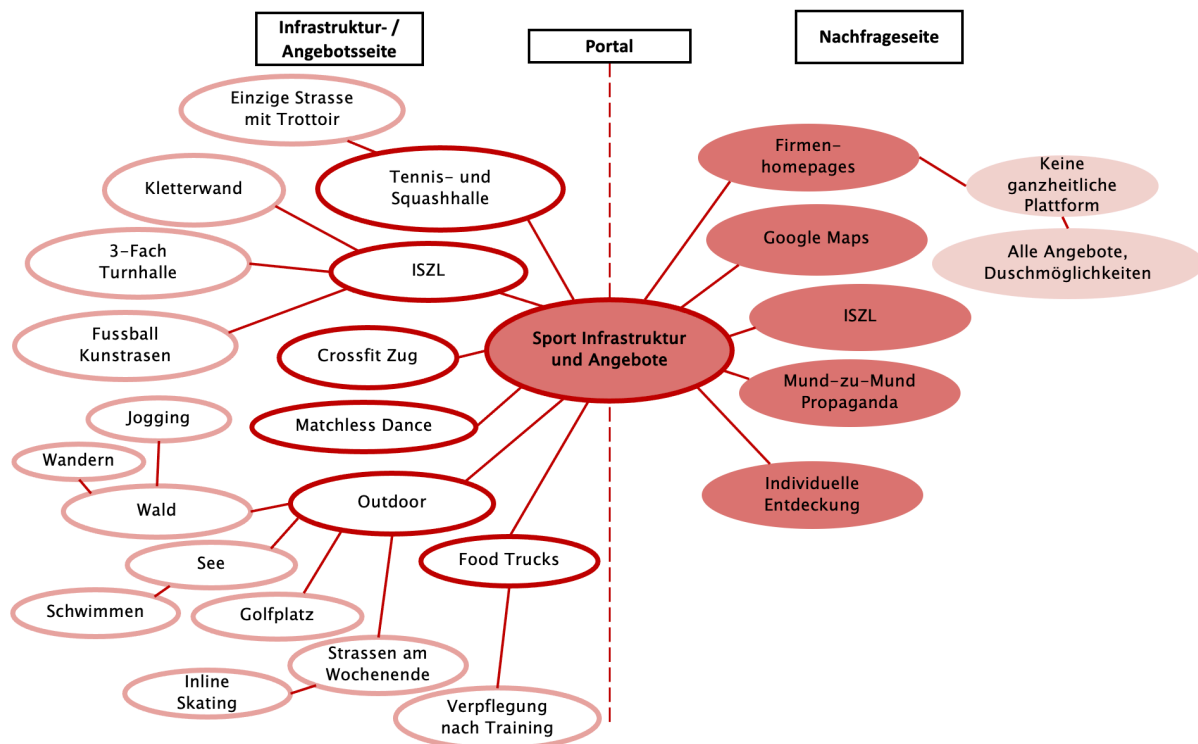 Infrastruktur- /
Angebotsseite
Portal
Nachfrageseite
Einzige Strasse
mit Trottoir
Tennis- und
Squashhalle
Kletterwand
3-Fach
Turnhalle
ISZL
Fussball
Kunstrasen
Crossfit Zug
Matchless Dance
Jogging
Wandern
Wald
Outdoor
See
Schwimmen
Golfplatz
Strassen am
Wochenende
Inline
Skating
Food Trucks
Verpflegung
nach Training
Sport Infrastruktur
und Angebote
Firmen-
homepages
Keine
ganzheitliche
Plattform
Alle Angebote,
Duschmöglichkeiten
Google Maps
ISZL
Mund-zu-Mund
Propaganda
Individuelle
Entdeckung